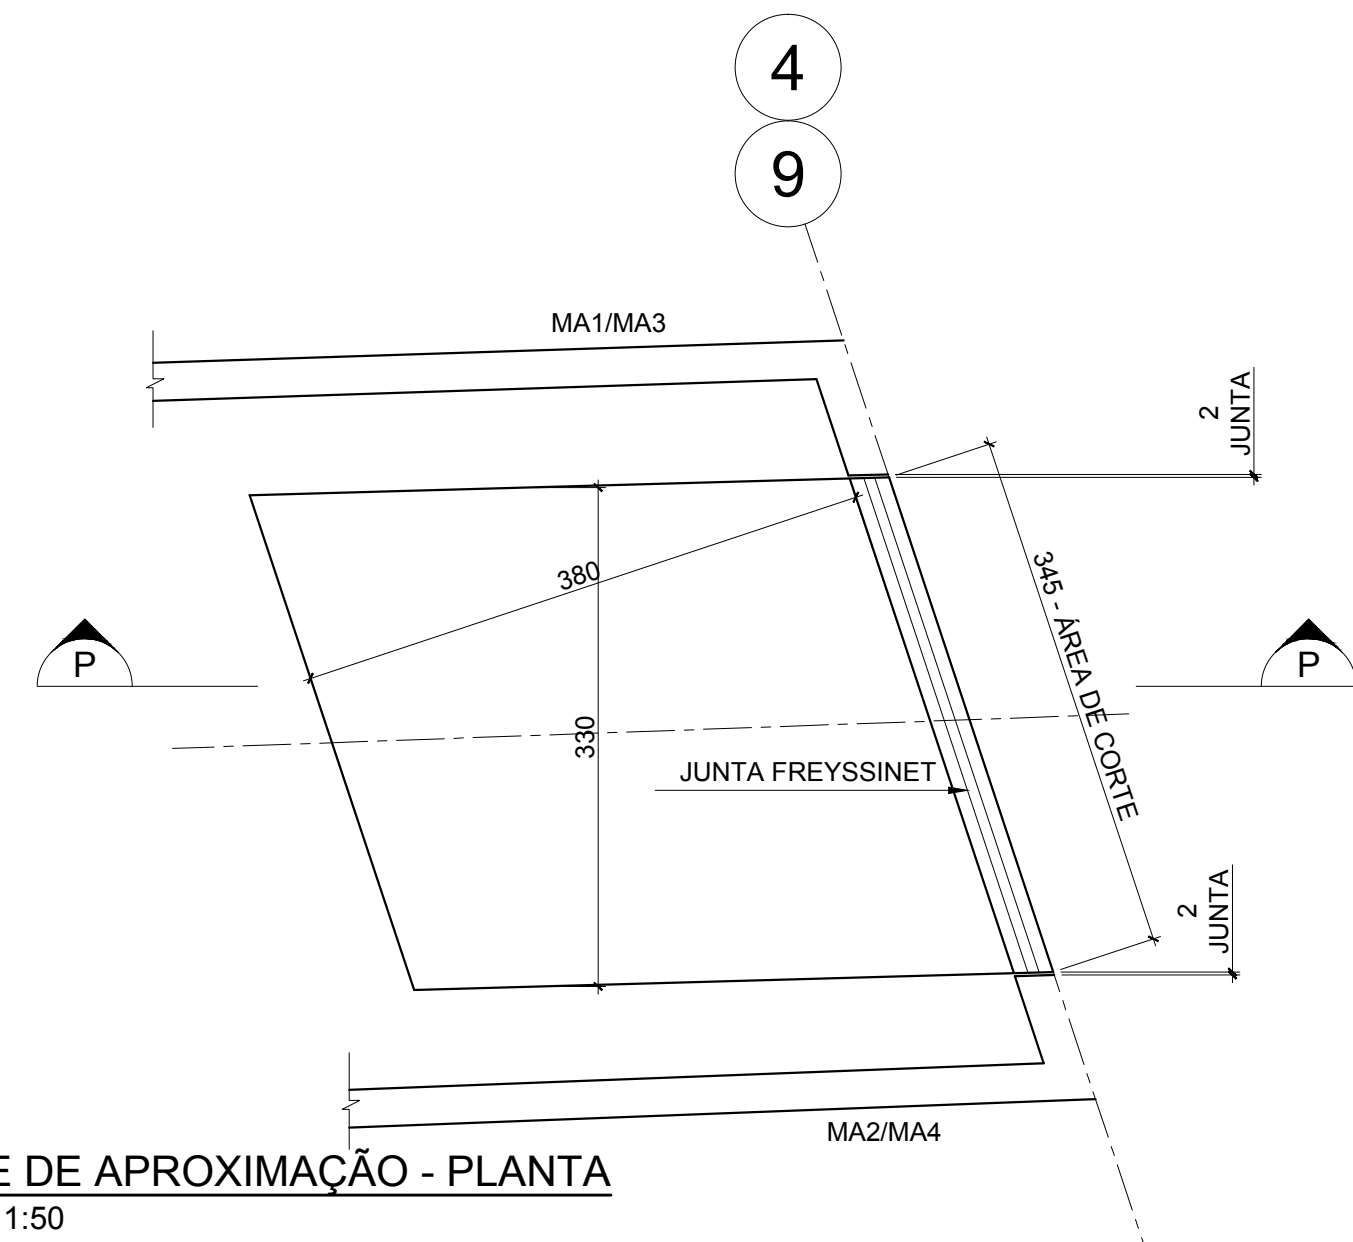 4
9
MA1/MA3
2
JUNTA
380
345 - ÁREA DE CORTE
P
P
330
JUNTA FREYSSINET
2
JUNTA
MA2/MA4
E DE APROXIMAÇÃO - PLANTA
1:50